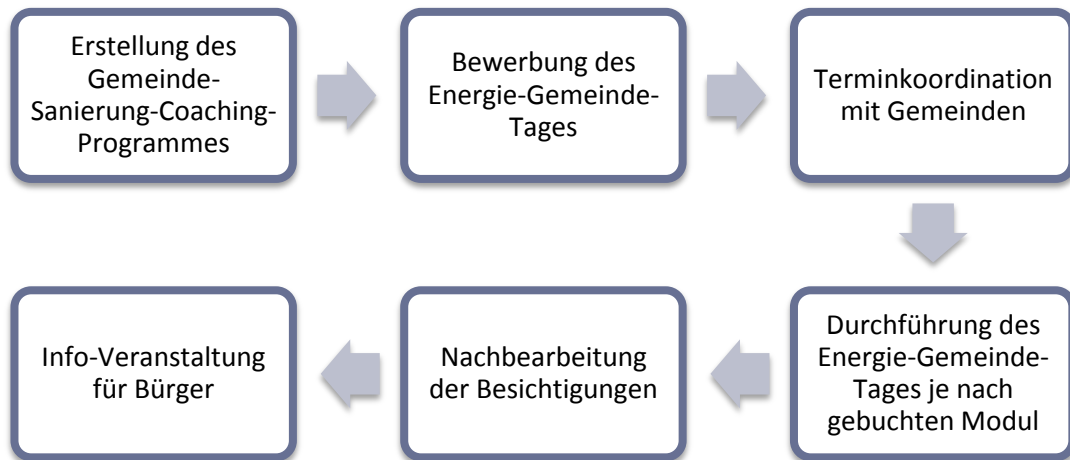 Erstellung des
Gemeinde-
Sanierung-Coaching-
Programmes
Bewerbung des
Energie-Gemeinde-
Tages
Terminkoordination
mit Gemeinden
Durchführung des
Energie-Gemeinde-
Tages je nach
gebuchten Modul
Nachbearbeitung
der Besichtigungen
Info-Veranstaltung
für Bürger